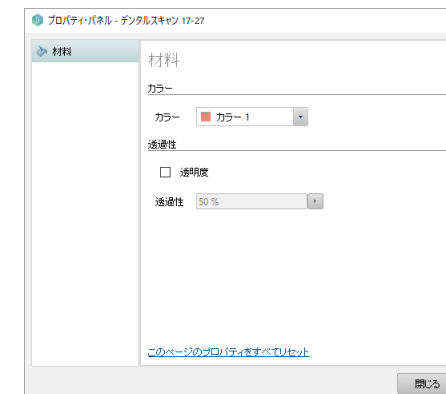 プロパティ・パネル - デンタルスキャン 17-27
材料
材料
カラー
カラー カラー 1
透過性
透明度
透過性 50 %
このページのプロパティをすべてリセット
閉じる